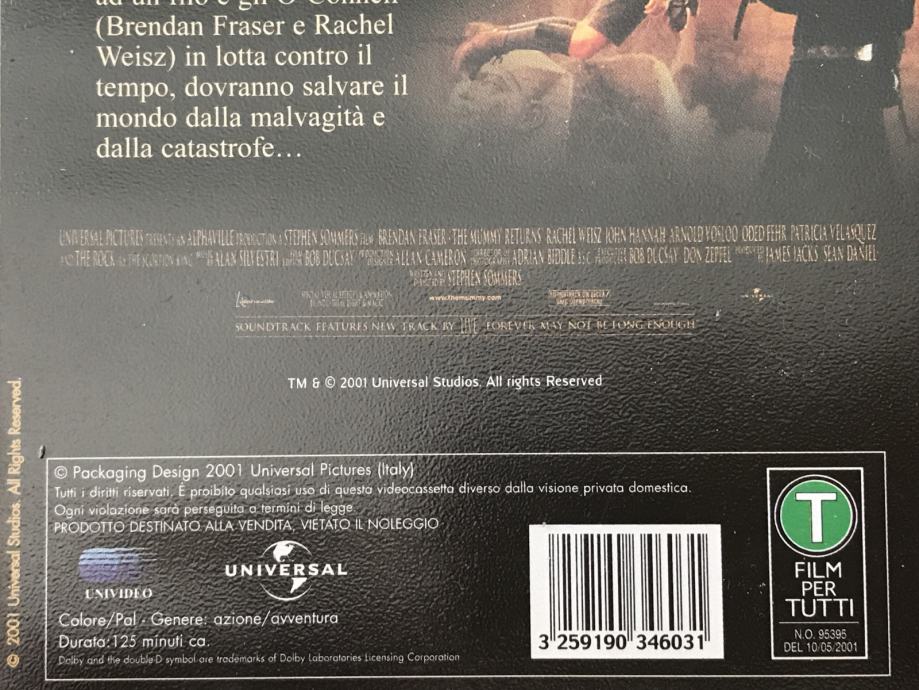 (Brendan Fraser e Rachel
Weisz) in lotta contro il
tempo, dovranno salvare il
mondo dalla malvagità e
dalla catastrofe...
UNIVERSAL PICTURES PRESENTS AN ALPHAVILLE PRODUCTION A STEPHEN SOMMERS FILM BRENDAN FRASER · THE MUMMY RETURNS RACHEL WEISZ JOHN HANNAH ARNOLD VOSLOO ODED FEHR PATRICIA VELASQUEZ
AND THE ROCK AS THE SCORPION KING ALAN SILVESTRI BOB DUCSAY ALLAN CAMERON ADRIAN BIDDLE BSC BOB DUCSAY DON ZEPFEL JAMES JACKS SEAN DANIEL
WRITTEN AND DIRECTED BY STEPHEN SOMMERS
www.themummy.com
SOUNDTRACK FEATURES NEW TRACK BY LIVE FOREVER MAY NOT BE LONG ENOUGH
TM & © 2001 Universal Studios. All rights Reserved
© 2001 Universal Studios. All Rights Reserved.
© Packaging Design 2001 Universal Pictures (Italy)
Tutti i diritti riservati. È proibito qualsiasi uso di questa videocassetta diverso dalla visione privata domestica.
Ogni violazione sarà perseguita a termini di legge.
PRODOTTO DESTINATO ALLA VENDITA, VIETATO IL NOLEGGIO
UNIVIDEO
UNIVERSAL
Colore/Pal - Genere: azione/avventura
Durata: 125 minuti ca.
Dolby and the double-D symbol are trademarks of Dolby Laboratories Licensing Corporation
3 259190 346031
T
FILM
PER
TUTTI
N.O. 95395
DEL 10/05/2001